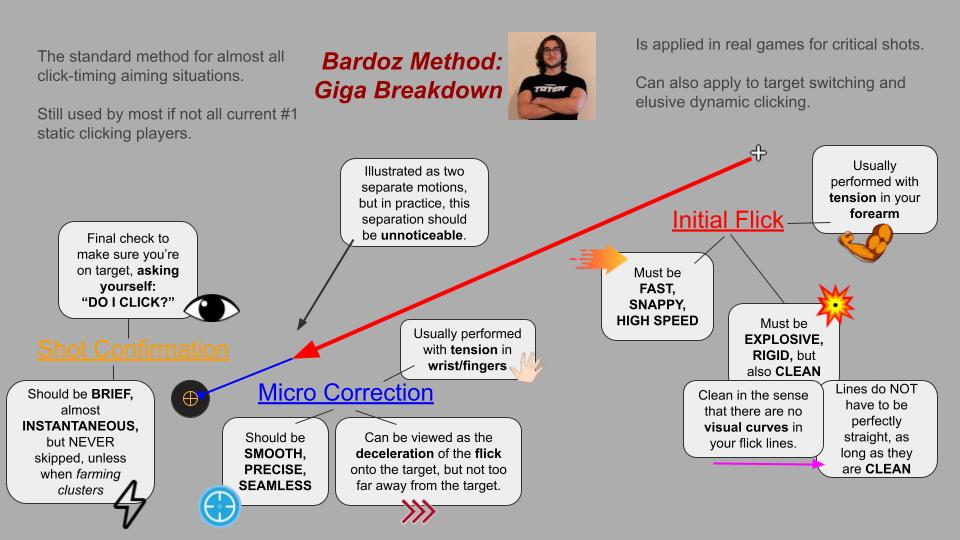 The standard method for almost all
click-timing aiming situations.
Still used by most if not all current #1
static clicking players.
Bardoz Method:
Giga Breakdown
Is applied in real games for critical shots.
Can also apply to target switching and
elusive dynamic clicking.
Illustrated as two
separate motions,
but in practice, this
separation should
be unnoticeable.
Usually
performed with
tension in your
forearm
Initial Flick
Must be
FAST,
SNAPPY,
HIGH SPEED
Must be
EXPLOSIVE,
RIGID, but
also CLEAN
Clean in the sense
that there are no
visual curves in
your flick lines.
Lines do NOT
have to be
perfectly
straight, as
long as they
are CLEAN
Final check to
make sure you're
on target, asking
yourself:
“DO I CLICK?”
Shot Confirmation
Should be BRIEF,
almost
INSTANTANEOUS,
but NEVER
skipped, unless
when farming
clusters
Usually performed
with tension in
wrist/fingers
Micro Correction
Should be
SMOOTH,
PRECISE,
SEAMLESS
Can be viewed as the
deceleration of the flick
onto the target, but not too
far away from the target.